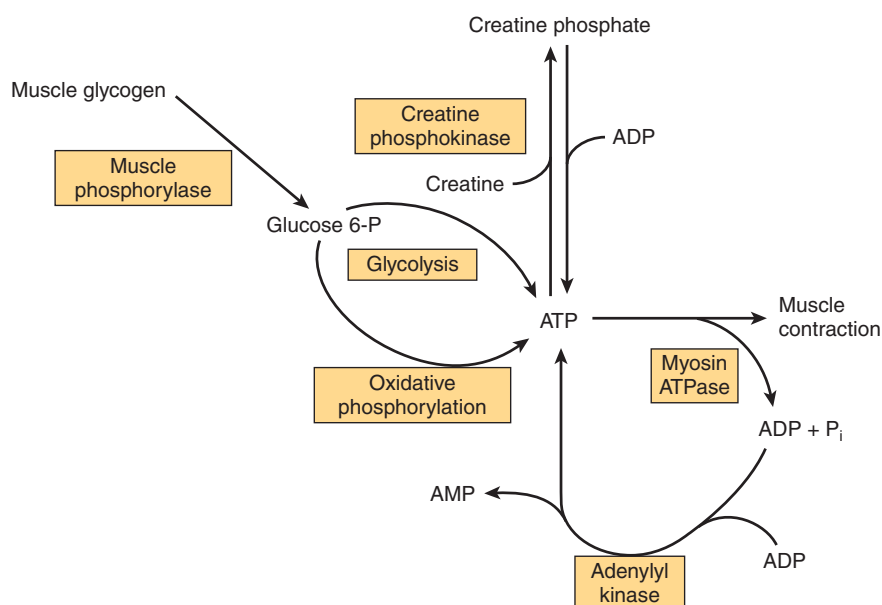 Creatine phosphate
Muscle glycogen
Creatine
phosphokinase
ADP
Muscle
phosphorylase
Creatine
Glucose 6-P
Glycolysis
ATP
Muscle
contraction
Oxidative
phosphorylation
Myosin
ATPase
ADP + Pi
AMP
ADP
Adenylyl
kinase